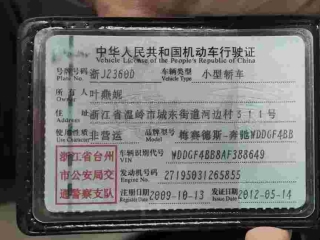 中华人民共和国机动车行驶证
Vehicle License of the People's Republic of China
号牌号码 浙JZ360D 车辆类型 小型轿车
Plate No. Vehicle Type
所有人 叶燕妮
Owner
住址 浙江省温岭市城东街道河边村311号
Address
使用性质 非营运 品牌型号 梅赛德斯-奔驰WDDGF4BB
Use Character Model
浙江省台州市公安局交通警察支队
车辆识别代号 WDDGF4BB8AF388649
VIN
发动机号码 27195031265855
Engine No.
注册日期 2009-10-13 发证日期 2012-05-14
Register Date Issue Date